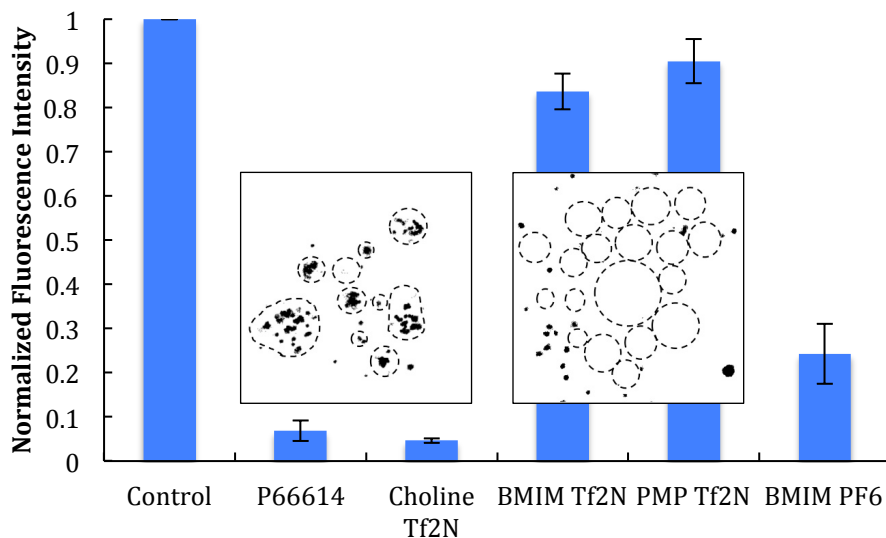 Normalized Fluorescence Intensity
1
0.9
0.8
0.7
0.6
0.5
0.4
0.3
0.2
0.1
0
Control
P66614
Choline
Tf2N
BMIM Tf2N
PMP Tf2N
BMIM PF6